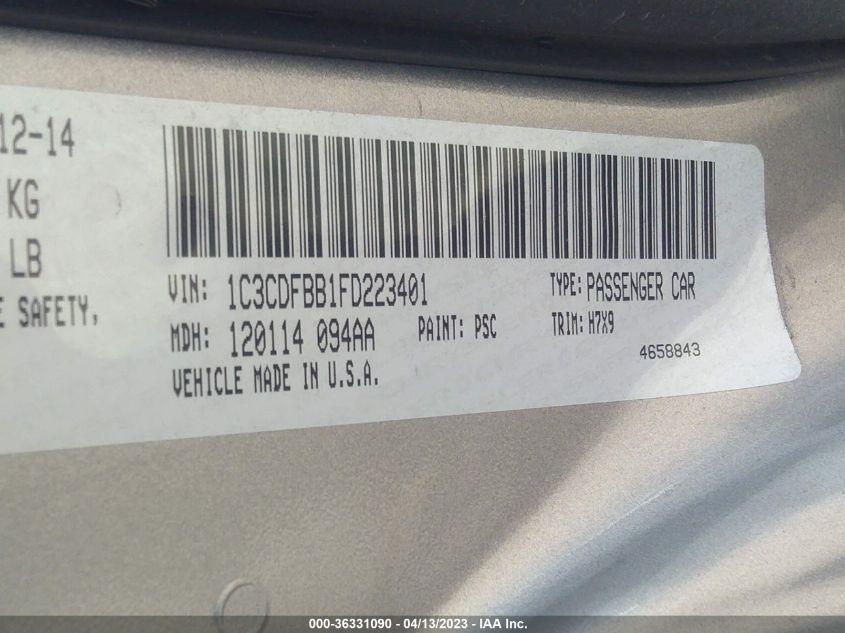 12-14
KG
LB
E SAFETY,
VIN: 1C3CDFBB1FD223401 TYPE: PASSENGER CAR
MDH: 120114 094AA PAINT: PSC TRIM: H7X9
VEHICLE MADE IN U.S.A. 4658843
000-36331090 - 04/13/2023 - IAA Inc.